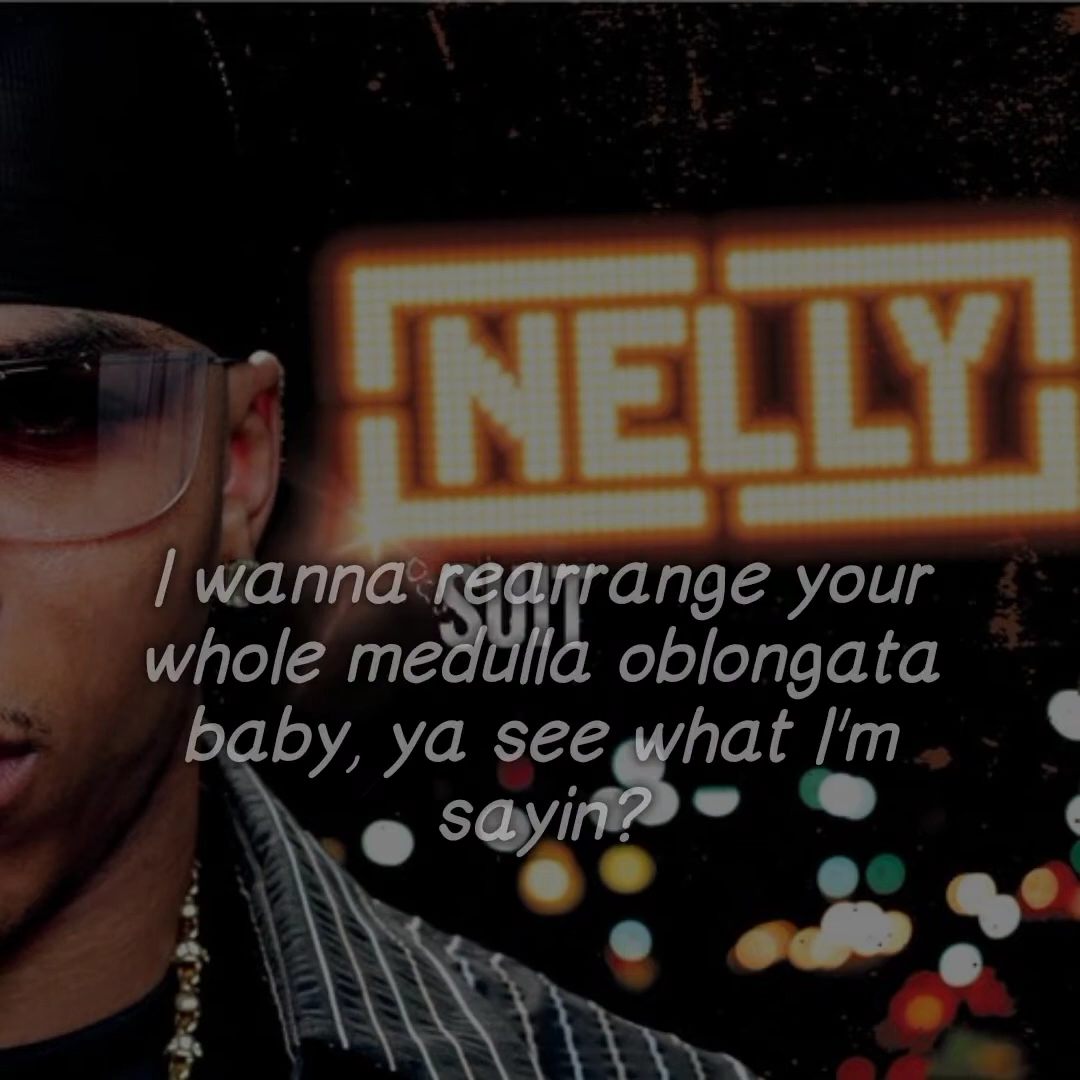 NELLY
SUIT
I wanna rearrange your
whole medulla oblongata
baby, ya see what I'm
sayin?